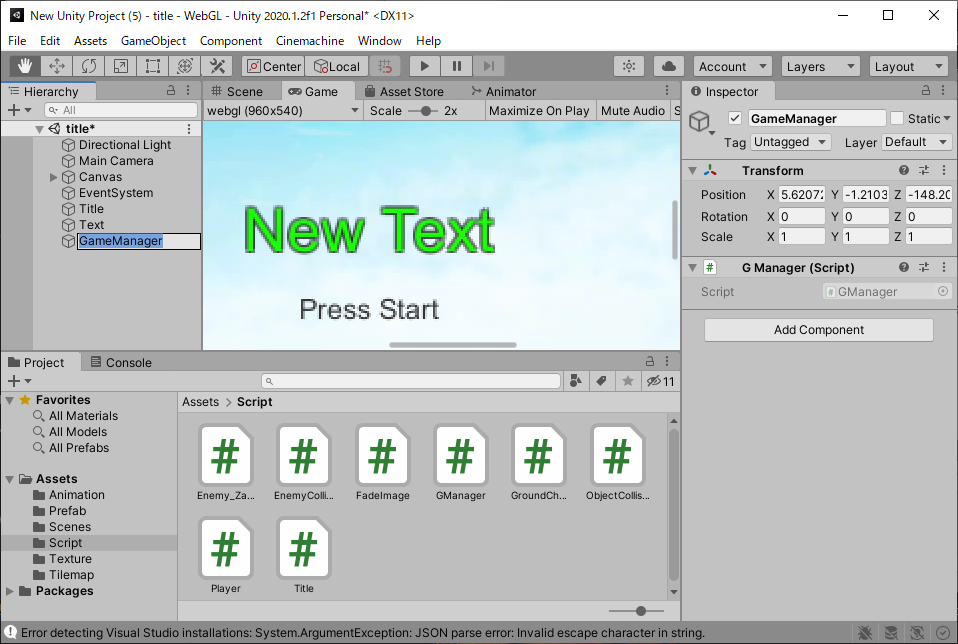 New Unity Project (5) - title - WebGL - Unity 2020.1.2f1 Personal* <DX11>
File Edit Assets GameObject Component Cinemachine Window Help
Center Local Account Layers Layout
Hierarchy
All
title*
Directional Light
Main Camera
Canvas
EventSystem
Title
Text
GameManager
Scene Game Asset Store Animator
webgl (960x540) Scale 2x Maximize On Play Mute Audio S
New Text
Press Start
Inspector
GameManager Static
Tag Untagged Layer Default
Transform
Position X 5.62072 Y -1.2103 Z -148.20
Rotation X 0 Y 0 Z 0
Scale X 1 Y 1 Z 1
# G Manager (Script)
Script # GManager
Add Component
Project Console
11
Favorites
All Materials
All Models
All Prefabs
Assets
Animation
Prefab
Scenes
Script
Texture
Tilemap
Packages
Assets > Script
# # # # # #
Enemy_Za... EnemyColli... FadeImage GManager GroundCh... ObjectCollis...
# #
Player Title
Error detecting Visual Studio installations: System.ArgumentException: JSON parse error: Invalid escape character in string.